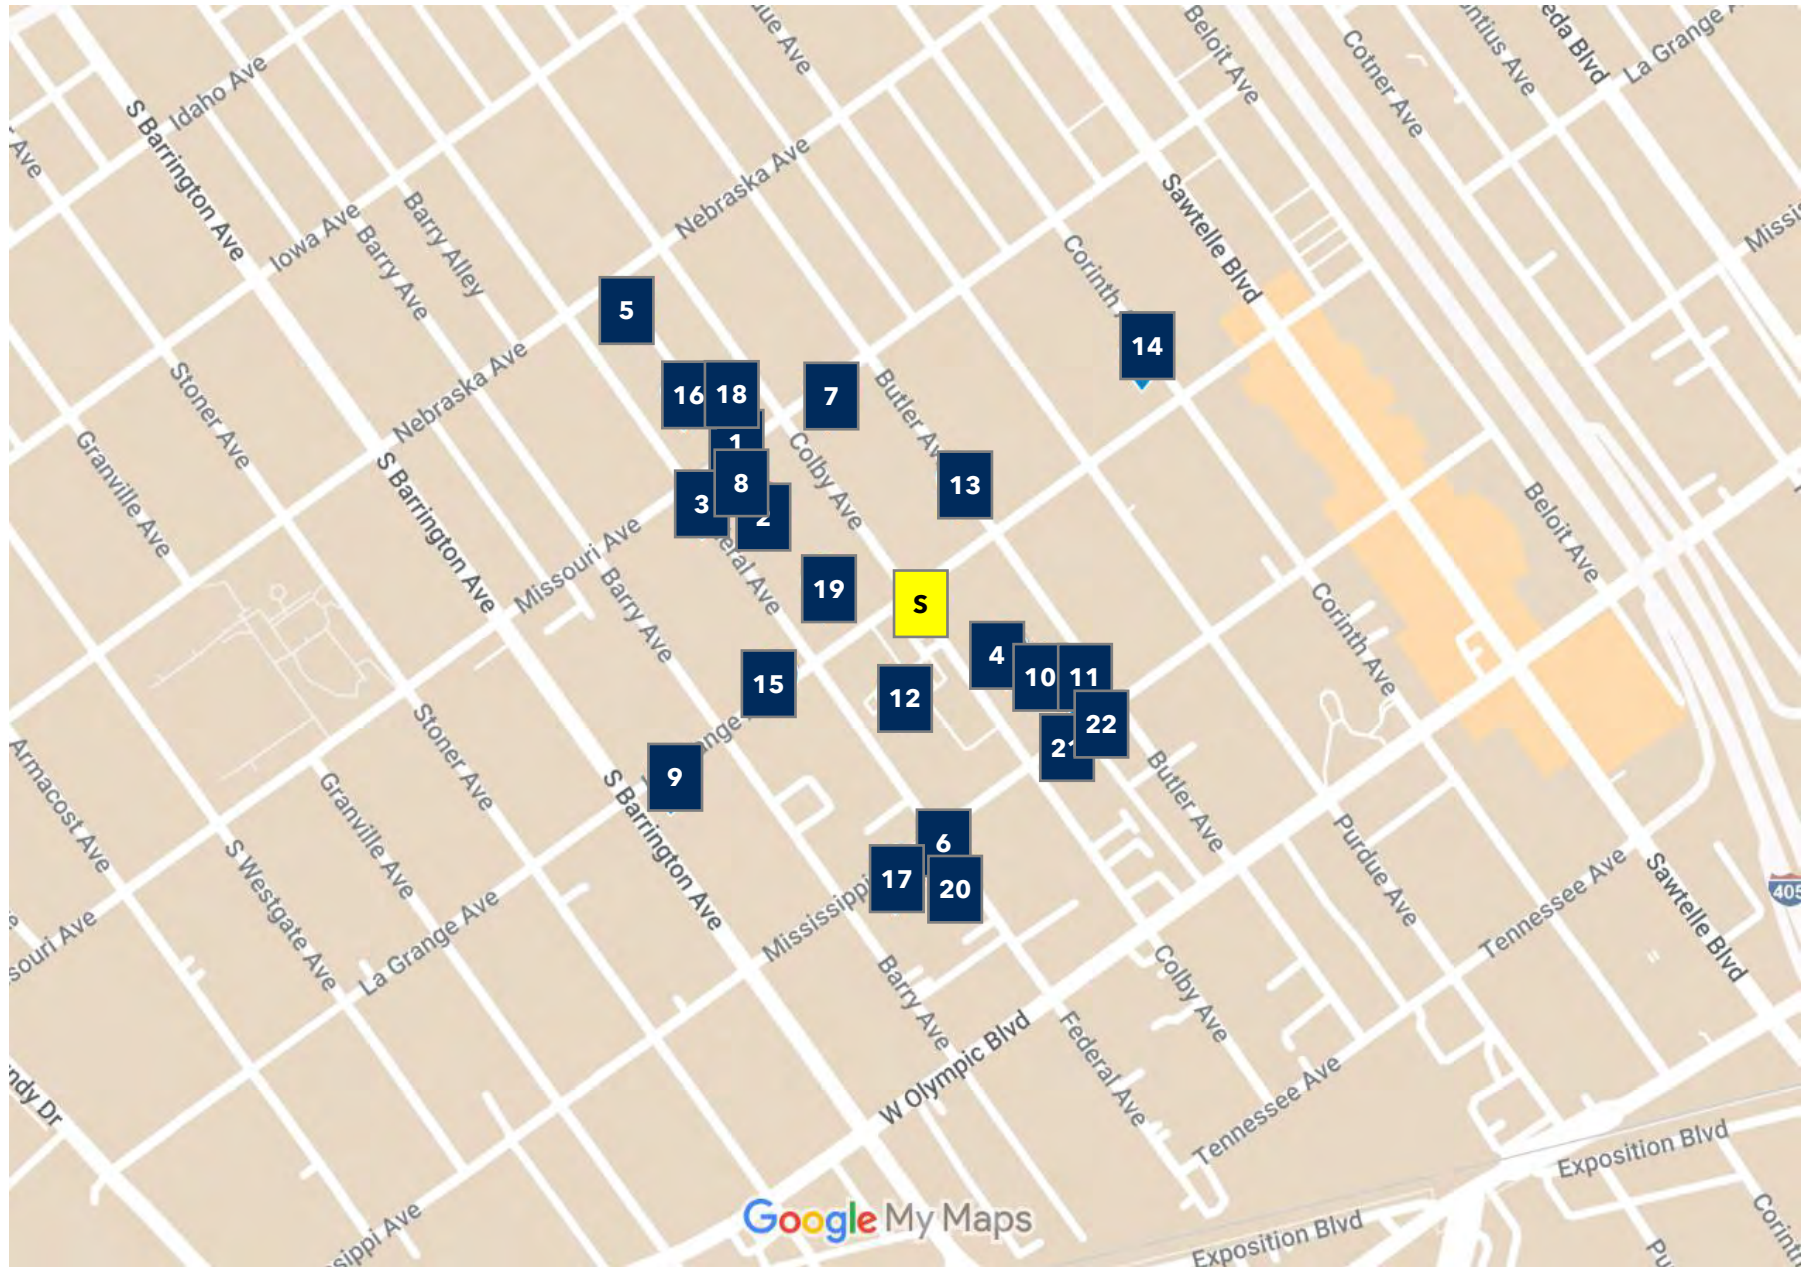 Idaho Ave
S Barrington Ave
Iowa Ave
Barry Ave
Barry Alley
Nebraska Ave
Beloit Ave
Cotner Ave
La Grange
Sawtelle Blvd
Corinth
5
14
16
18
7
1
8
3
2
13
Butler
Colby Ave
Nebraska Ave
Stoner Ave
Granville Ave
S Barrington Ave
Missouri Ave
Barry Ave
19
S
4
10
11
22
15
12
9
Beloit Ave
Corinth Ave
Stoner Ave
Armacost Ave
Granville Ave
S Westgate Ave
La Grange Ave
S Barrington Ave
6
17
20
Mississippi
Butler Ave
Purdue Ave
Tennessee Ave
Sawtelle Blvd
405
Barry Ave
Colby Ave
W Olympic Blvd
Federal Ave
Tennessee Ave
Exposition Blvd
Exposition Blvd
Google My Maps